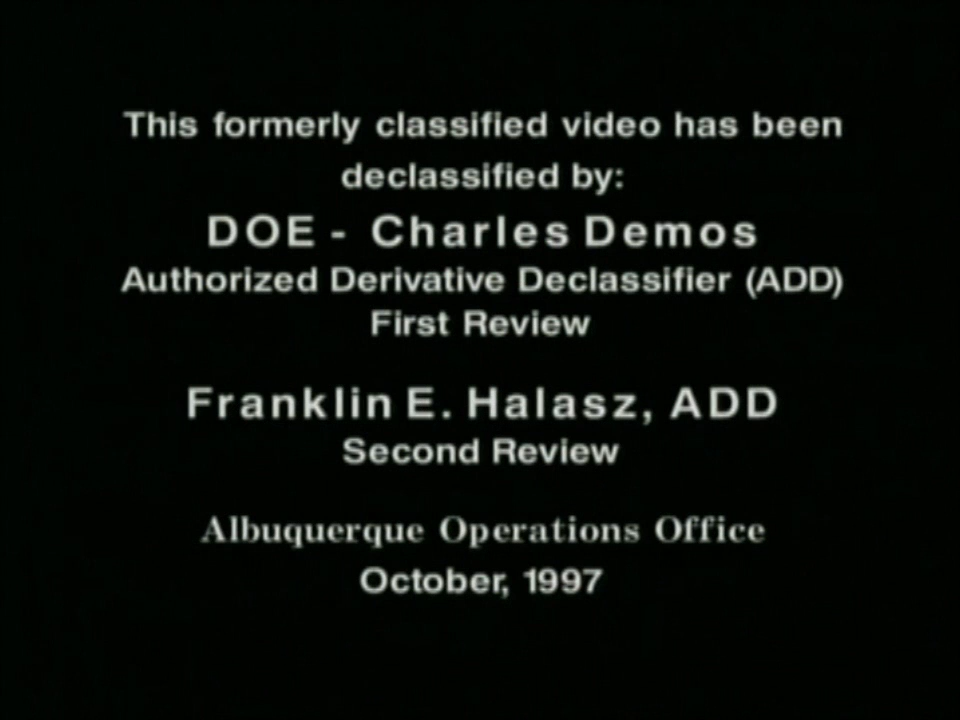 This formerly classified video has been
declassified by:
DOE - Charles Demos
Authorized Derivative Declassifier (ADD)
First Review
Franklin E. Halasz, ADD
Second Review
Albuquerque Operations Office
October, 1997